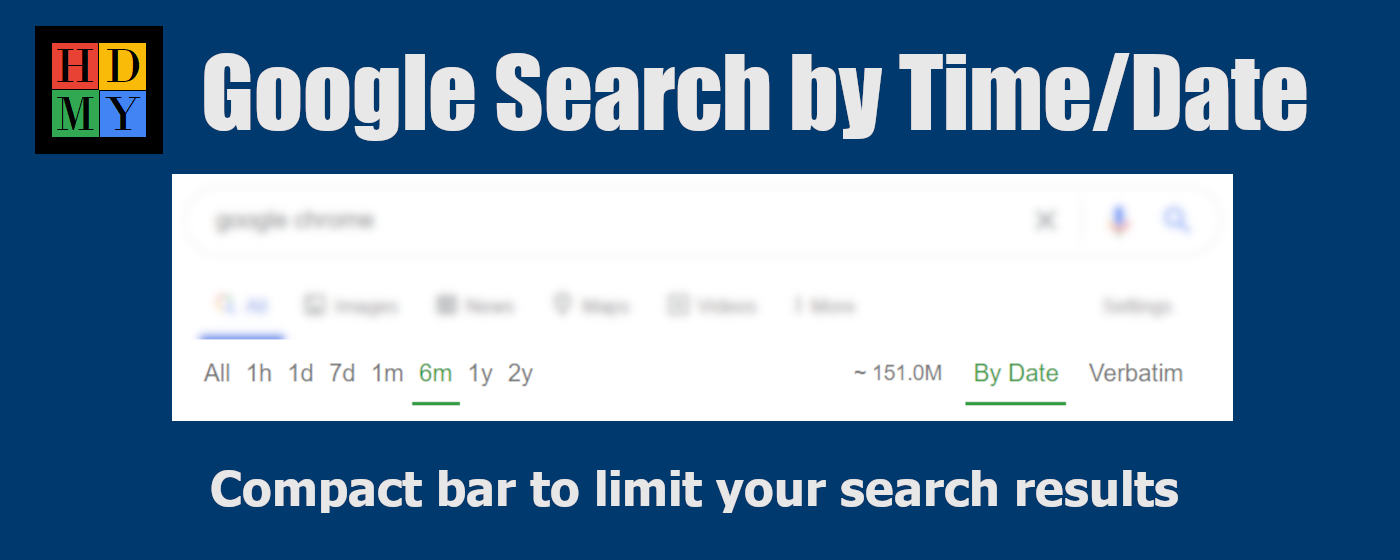 H D
M Y
Google Search by Time/Date
google chrome
All Images News Maps Videos More Settings
All 1h 1d 7d 1m 6m 1y 2y ~ 151.0M By Date Verbatim
Compact bar to limit your search results